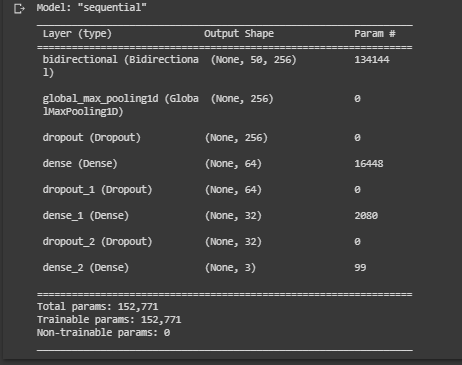 Model: "sequential"
Layer (type) Output Shape Param #
bidirectional (Bidirectiona (None, 50, 256) 134144
l)
global_max_pooling1d (Globa (None, 256) 0
lMaxPooling1D)
dropout (Dropout) (None, 256) 0
dense (Dense) (None, 64) 16448
dropout_1 (Dropout) (None, 64) 0
dense_1 (Dense) (None, 32) 2080
dropout_2 (Dropout) (None, 32) 0
dense_2 (Dense) (None, 3) 99
Total params: 152,771
Trainable params: 152,771
Non-trainable params: 0